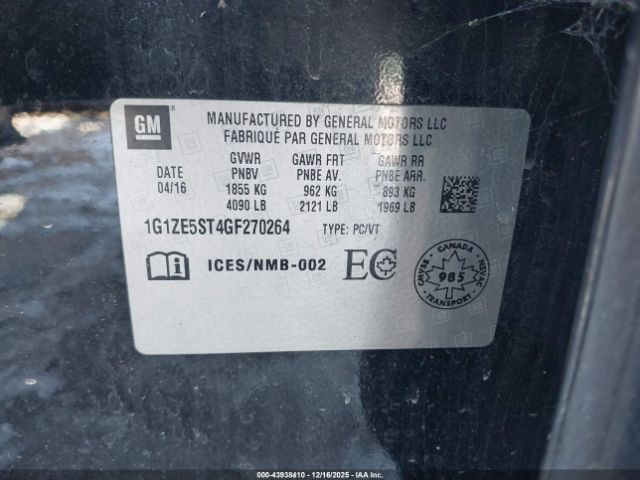 GM
MANUFACTURED BY GENERAL MOTORS LLC
FABRIQUÉ PAR GENERAL MOTORS LLC
GVWR GAWR FRT GAWR RR
DATE PNBV PNBE AV. PNBE ARR.
04/16 1855 KG 962 KG 893 KG
4090 LB 2121 LB 1969 LB
1G1ZE5ST4GF270264 TYPE: PC/VT
i ICES/NMB-002 EC
CANADA
CMVSS 985 NSVAC
TRANSPORT
000-43938410 - 12/16/2025 - IAA Inc.